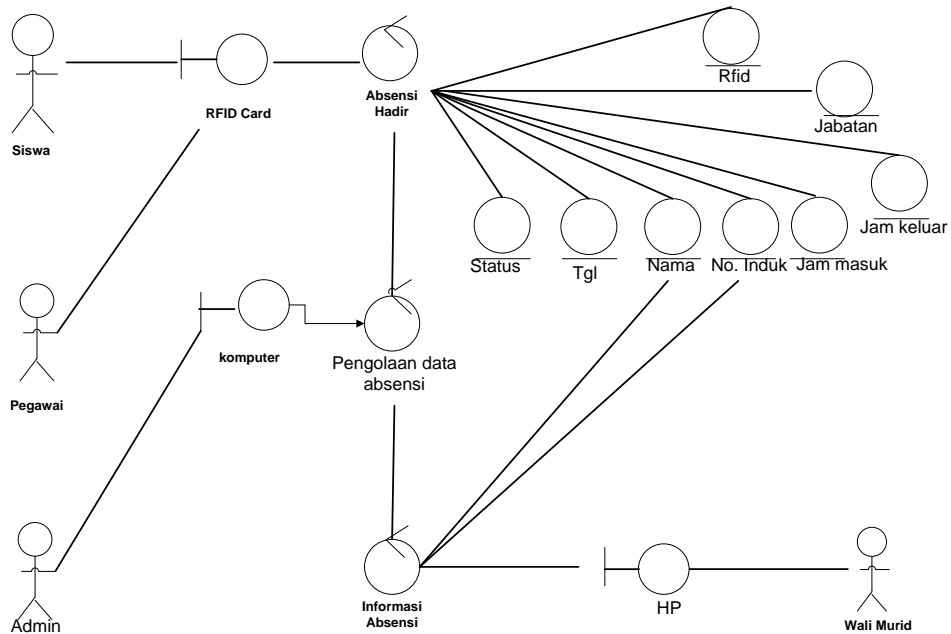 Rfid
Absensi
Hadir
RFID Card
Jabatan
Siswa
Jam keluar
Status
Tgl
Nama
No. Induk
Jam masuk
komputer
Pengolaan data
absensi
Pegawai
Informasi
Absensi
HP
Admin
Wali Murid